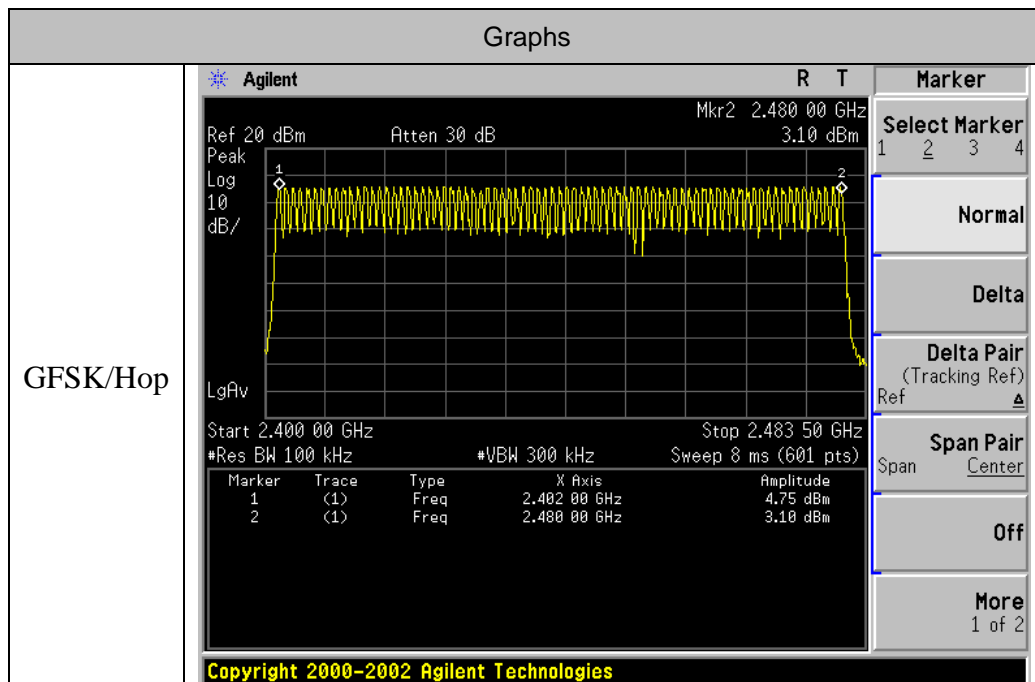 Graphs
GFSK/Hop
Agilent R T Marker
Mkr2 2.480 00 GHz
Ref 20 dBm Atten 30 dB 3.10 dBm
Peak
Log
10
dB/
1
2
LgAv
Start 2.400 00 GHz Stop 2.483 50 GHz
#Res BW 100 kHz #VBW 300 kHz Sweep 8 ms (601 pts)
Marker Trace Type X Axis Amplitude
1 (1) Freq 2.402 00 GHz 4.75 dBm
2 (1) Freq 2.480 00 GHz 3.10 dBm
Select Marker
1 2 3 4
Normal
Delta
Delta Pair
(Tracking Ref)
Ref Δ
Span Pair
Span Center
Off
More
1 of 2
Copyright 2000-2002 Agilent Technologies